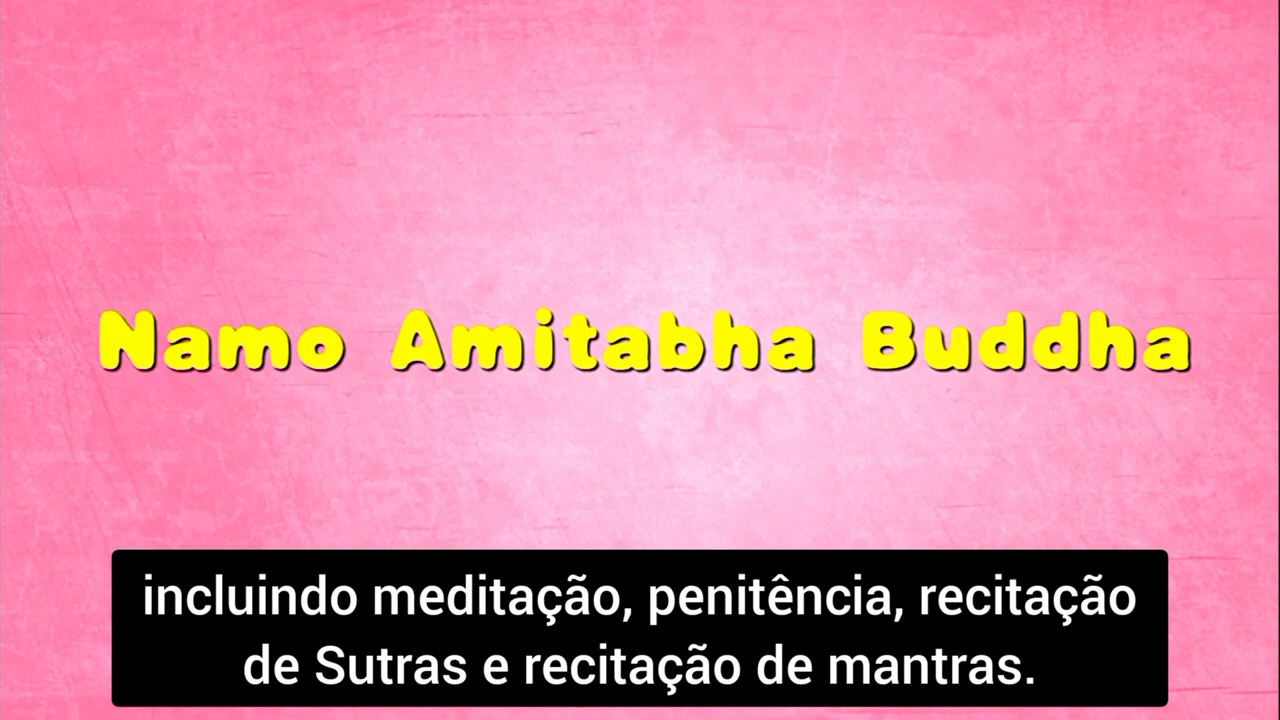 Namo Amitabha Buddha
incluindo meditação, penitência, recitação
de Sutras e recitação de mantras.